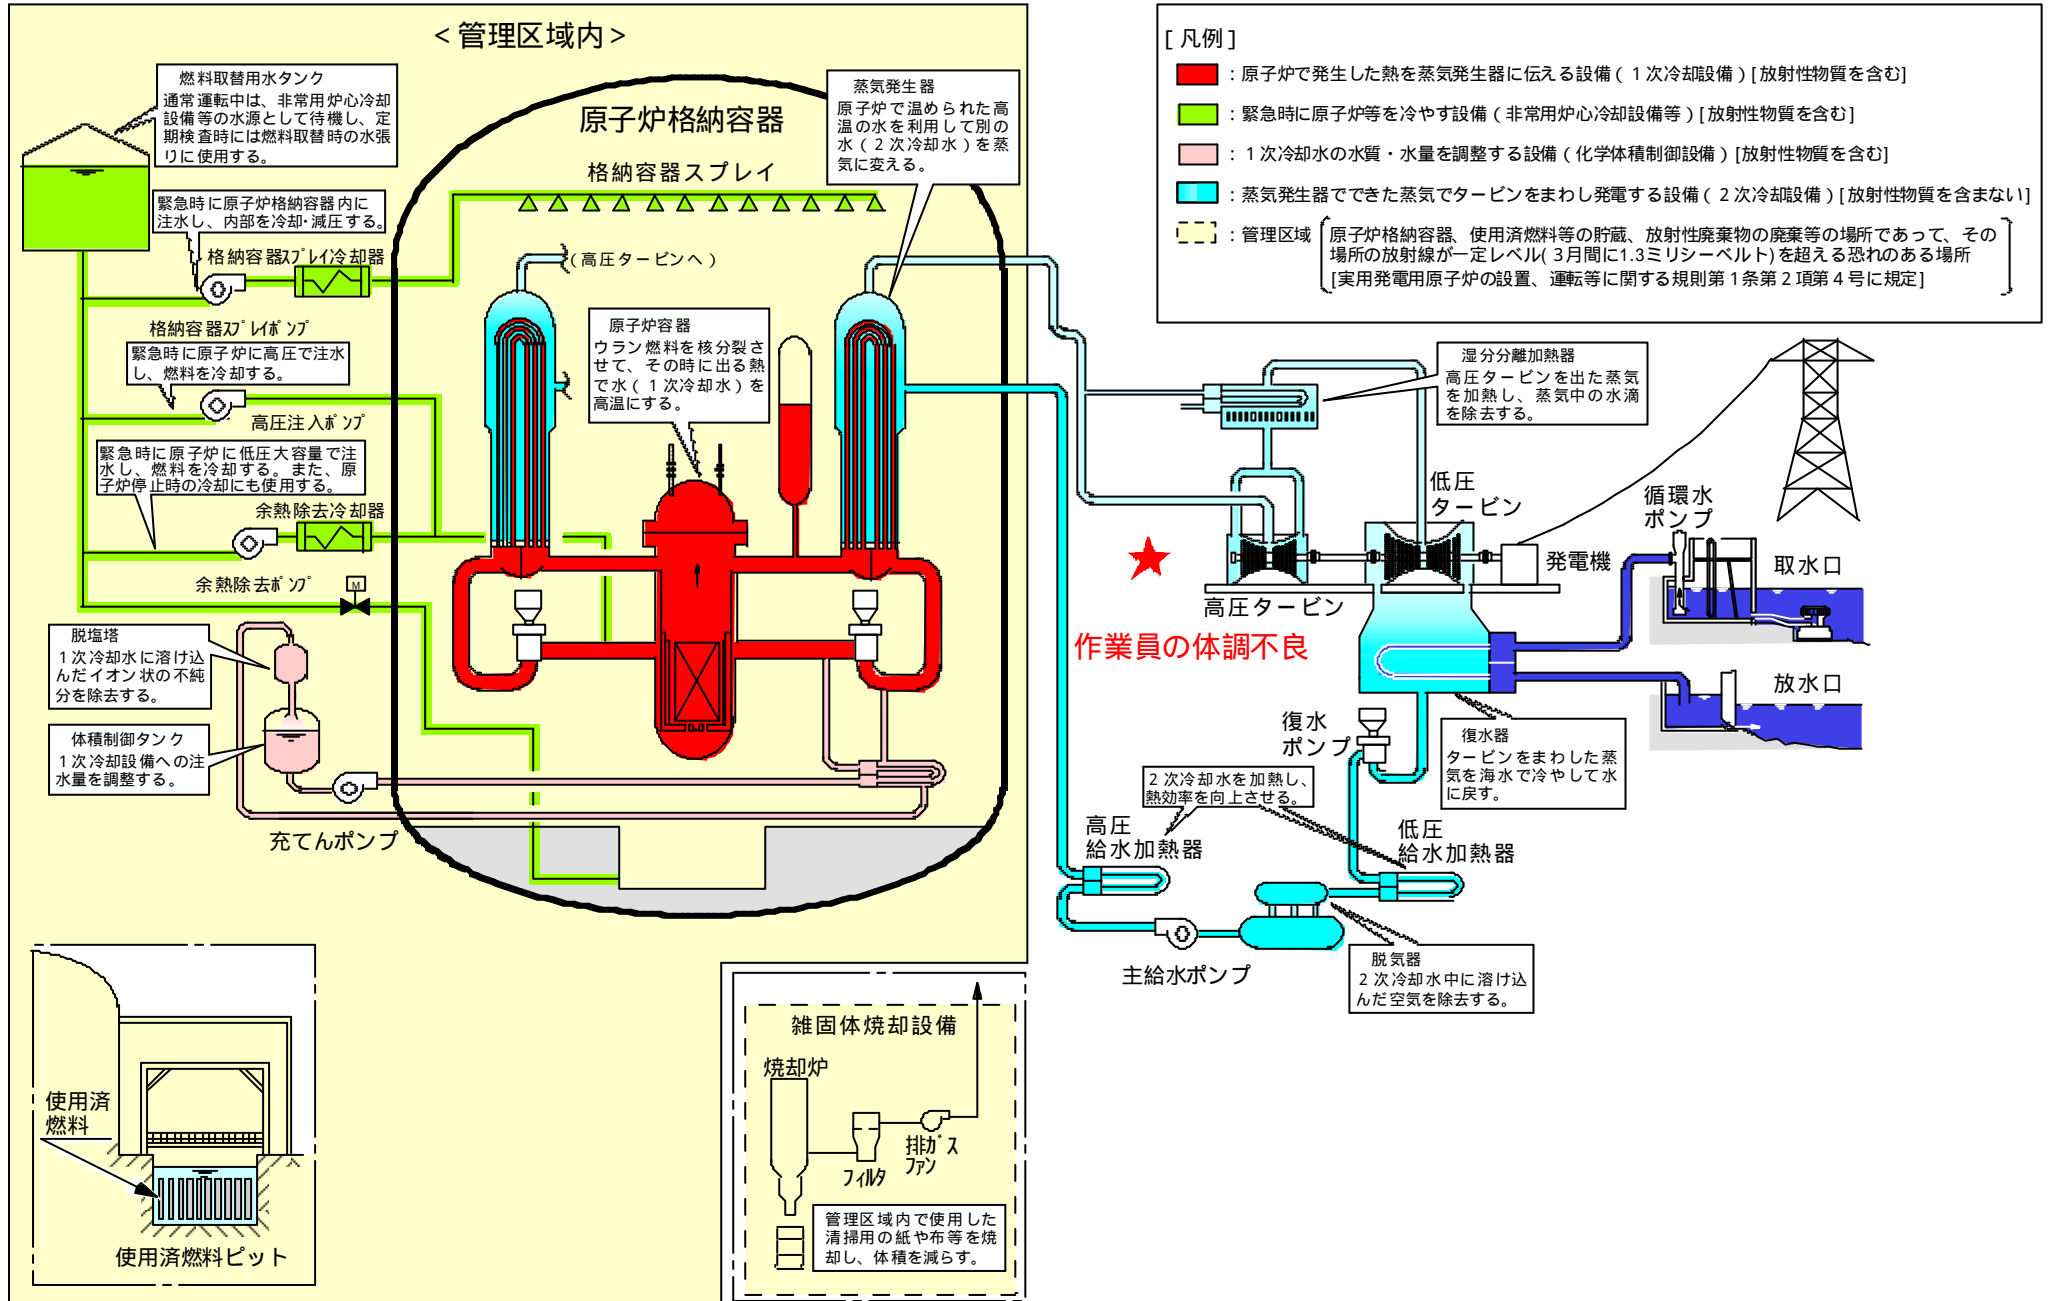 ＜管理区域内＞
燃料取替用水タンク
通常運転中は、非常用炉心冷却
設備等の水源として待機し、定
期検査時には燃料取替時の水張
りに使用する。
緊急時に原子炉格納容器内に
注水し、内部を冷却・減圧する。
格納容器ｽﾌﾟﾚｲ冷却器
格納容器ｽﾌﾟﾚｲﾎﾟﾝﾌﾟ
緊急時に原子炉に高圧で注水
し、燃料を冷却する。
高圧注入ﾎﾟﾝﾌﾟ
緊急時に原子炉に低圧大容量で注
水し、燃料を冷却する。また、原
子炉停止時の冷却にも使用する。
余熱除去冷却器
余熱除去ﾎﾟﾝﾌﾟ
M
脱塩塔
１次冷却水に溶け込
んだイオン状の不純
分を除去する。
体積制御タンク
１次冷却設備への注
水量を調整する。
充てんポンプ
原子炉格納容器
格納容器スプレイ
蒸気発生器
原子炉で温められた高
温の水を利用して別の
水（２次冷却水）を蒸
気に変える。
（高圧タービンへ）
原子炉容器
ウラン燃料を核分裂さ
せて、その時に出る熱
で水（１次冷却水）を
高温にする。
使用済
燃料
使用済燃料ピット
雑固体焼却設備
焼却炉
フィルタ
排ｶﾞｽ
ﾌｧﾝ
管理区域内で使用した
清掃用の紙や布等を焼
却し、体積を減らす。
[凡例]
：原子炉で発生した熱を蒸気発生器に伝える設備（１次冷却設備）[放射性物質を含む]
：緊急時に原子炉等を冷やす設備（非常用炉心冷却設備等）[放射性物質を含む]
：１次冷却水の水質・水量を調整する設備（化学体積制御設備）[放射性物質を含む]
：蒸気発生器でできた蒸気でタービンをまわし発電する設備（２次冷却設備）[放射性物質を含まない]
：管理区域
原子炉格納容器、使用済燃料等の貯蔵、放射性廃棄物の廃棄等の場所であって、その
場所の放射線が一定レベル(３月間に1.3ミリシーベルト)を超える恐れのある場所
[実用発電用原子炉の設置、運転等に関する規則第１条第２項第４号に規定]
湿分分離加熱器
高圧タービンを出た蒸気
を加熱し、蒸気中の水滴
を除去する。
低圧
タービン
発電機
循環水
ポンプ
取水口
放水口
高圧タービン
★
作業員の体調不良
復水
ポンプ
復水器
タービンをまわした蒸
気を海水で冷やして水
に戻す。
２次冷却水を加熱し、
熱効率を向上させる。
高圧
給水加熱器
低圧
給水加熱器
主給水ポンプ
脱気器
２次冷却水中に溶け込
んだ空気を除去する。